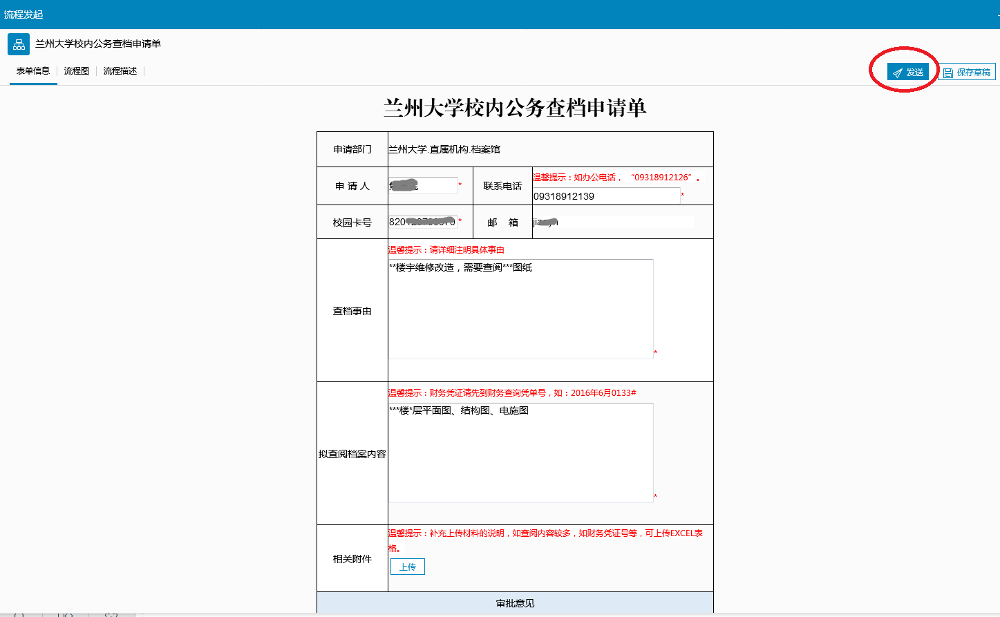 流程发起
兰州大学校内公务查档申请单
表单信息 流程图 流程描述
发送 保存草稿
兰州大学校内公务查档申请单
申请部门 兰州大学.直属机构.档案馆
温馨提示：如办公电话， “09318912126”。
申 请 人 * 联系电话
09318912139 *
校园卡号 * 邮 箱
温馨提示：请详细注明具体事由
**楼宇维修改造，需要查阅***图纸
查档事由
*
温馨提示：财务凭证请先到财务查询凭单号，如：2016年6月0133#
***楼*层平面图、结构图、电施图
拟查阅档案内容
*
温馨提示：补充上传材料的说明，如查阅内容较多，如财务凭证号等，可上传EXCEL表
格。
相关附件
上传
审批意见